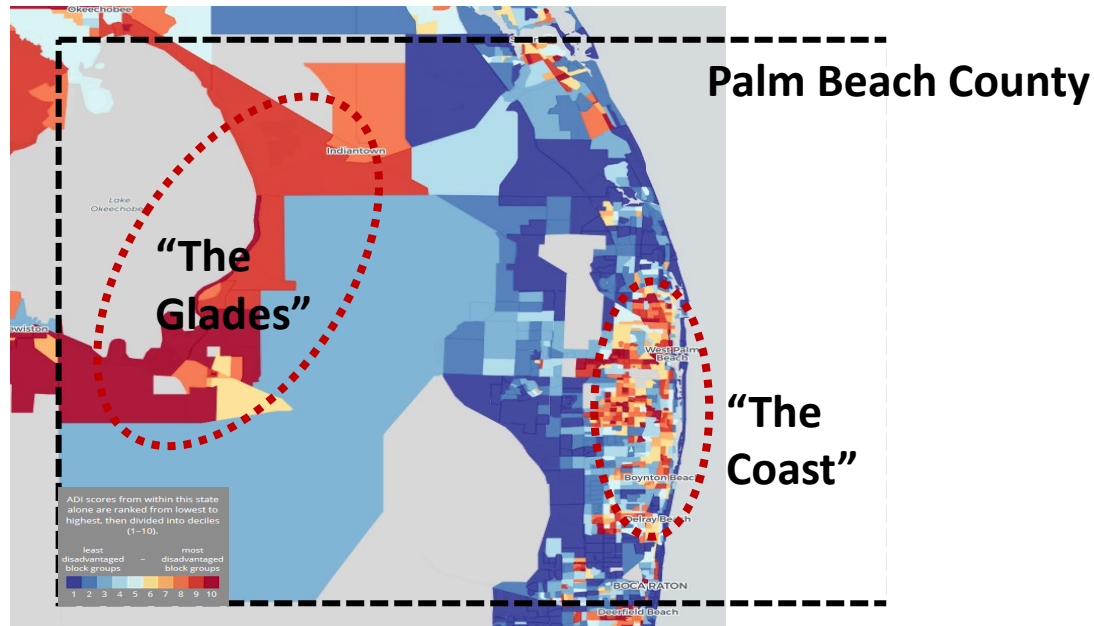 Okeechobee
Palm Beach County
Indiantown
Lake
Okeechobee
“The
Glades”
ewiston
West Palm
Beach
“The
Coast”
Boynton Beach
Delray Beach
ADI scores from within this state
alone are ranked from lowest to
highest, then divided into deciles
(1–10).
least
disadvantaged
block groups
–
most
disadvantaged
block groups
1 2 3 4 5 6 7 8 9 10
BOCA RATON
Deerfield Beach